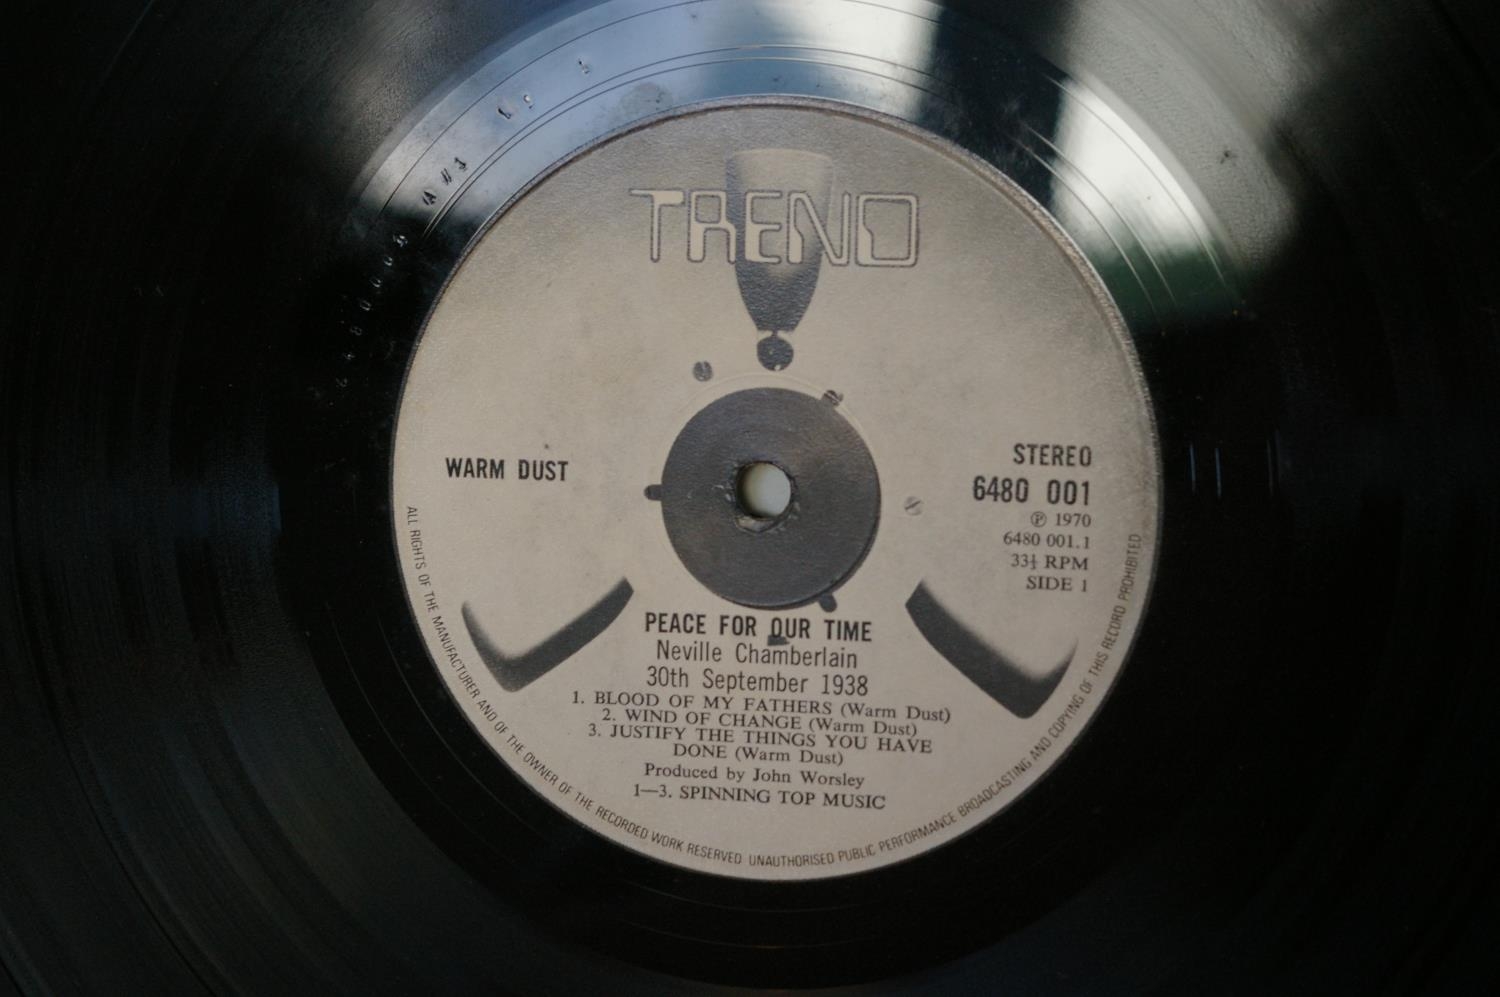 TREND
WARM DUST
STEREO
6480 001
℗ 1970
6480 001.1
33⅓ RPM
SIDE 1
PEACE FOR OUR TIME
Neville Chamberlain
30th September 1938
1. BLOOD OF MY FATHERS (Warm Dust)
2. WIND OF CHANGE (Warm Dust)
3. JUSTIFY THE THINGS YOU HAVE
DONE (Warm Dust)
Produced by John Worsley
1—3. SPINNING TOP MUSIC
ALL RIGHTS OF THE MANUFACTURER AND OF THE OWNER OF THE RECORDED WORK RESERVED UNAUTHORISED PUBLIC PERFORMANCE BROADCASTING AND COPYING OF THIS RECORD PROHIBITED